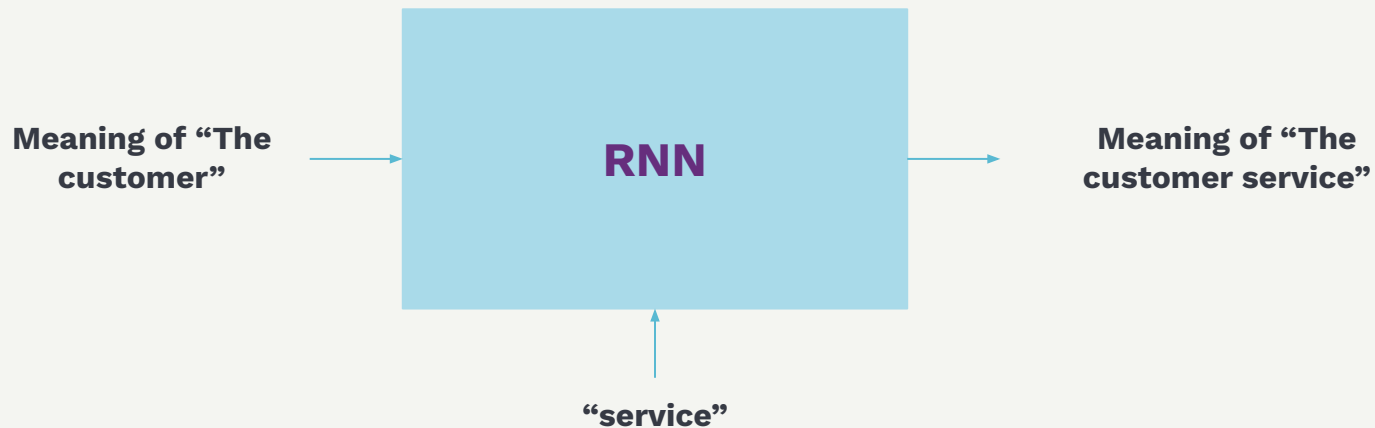 Meaning of “The
customer”
RNN
Meaning of “The
customer service”
“service”